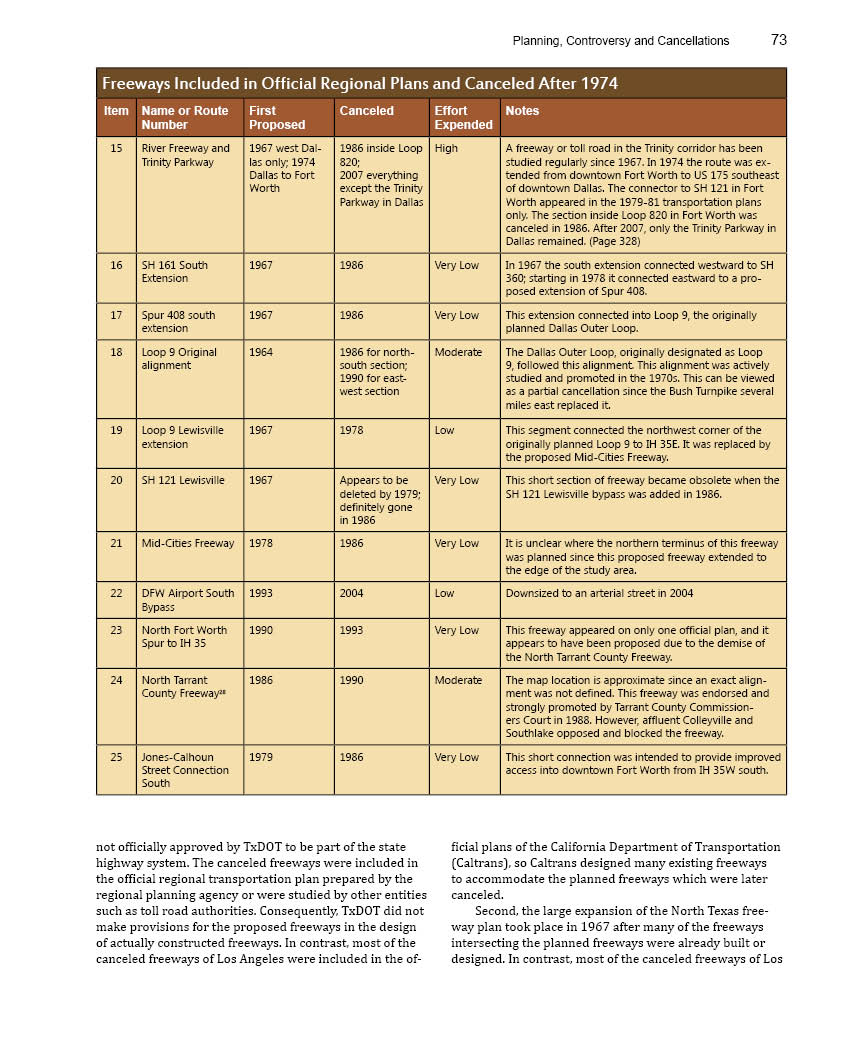 Planning, Controversy and Cancellations 73
Freeways Included in Official Regional Plans and Canceled After 1974
Item Name or Route Number First Proposed Canceled Effort Expended Notes
15
River Freeway and
Trinity Parkway
1967 west Dal-
las only; 1974
Dallas to Fort
Worth
1986 inside Loop
820;
2007 everything
except the Trinity
Parkway in Dallas
High
A freeway or toll road in the Trinity corridor has been
studied regularly since 1967. In 1974 the route was ex-
tended from downtown Fort Worth to US 175 southeast
of downtown Dallas. The connector to SH 121 in Fort
Worth appeared in the 1979-81 transportation plans
only. The section inside Loop 820 in Fort Worth was
canceled in 1986. After 2007, only the Trinity Parkway in
Dallas remained. (Page 328)
16
SH 161 South
Extension
1967
1986
Very Low
In 1967 the south extension connected westward to SH
360; starting in 1978 it connected eastward to a pro-
posed extension of Spur 408.
17
Spur 408 south
extension
1967
1986
Very Low
This extension connected into Loop 9, the originally
planned Dallas Outer Loop.
18
Loop 9 Original
alignment
1964
1986 for north-
south section;
1990 for east-
west section
Moderate
The Dallas Outer Loop, originally designated as Loop
9, followed this alignment. This alignment was actively
studied and promoted in the 1970s. This can be viewed
as a partial cancellation since the Bush Turnpike several
miles east replaced it.
19
Loop 9 Lewisville
extension
1967
1978
Low
This segment connected the northwest corner of the
originally planned Loop 9 to IH 35E. It was replaced by
the proposed Mid-Cities Freeway.
20
SH 121 Lewisville
1967
Appears to be
deleted by 1979;
definitely gone
in 1986
Very Low
This short section of freeway became obsolete when the
SH 121 Lewisville bypass was added in 1986.
21
Mid-Cities Freeway
1978
1986
Very Low
It is unclear where the northern terminus of this freeway
was planned since this proposed freeway extended to
the edge of the study area.
22
DFW Airport South
Bypass
1993
2004
Low
Downsized to an arterial street in 2004
23
North Fort Worth
Spur to IH 35
1990
1993
Very Low
This freeway appeared on only one official plan, and it
appears to have been proposed due to the demise of
the North Tarrant County Freeway.
24
North Tarrant
County Freeway²⁸
1986
1990
Moderate
The map location is approximate since an exact align-
ment was not defined. This freeway was endorsed and
strongly promoted by Tarrant County Commission-
ers Court in 1988. However, affluent Colleyville and
Southlake opposed and blocked the freeway.
25
Jones-Calhoun
Street Connection
South
1979
1986
Very Low
This short connection was intended to provide improved
access into downtown Fort Worth from IH 35W south.
not officially approved by TxDOT to be part of the state
highway system. The canceled freeways were included in
the official regional transportation plan prepared by the
regional planning agency or were studied by other entities
such as toll road authorities. Consequently, TxDOT did not
make provisions for the proposed freeways in the design
of actually constructed freeways. In contrast, most of the
canceled freeways of Los Angeles were included in the of-
ficial plans of the California Department of Transportation
(Caltrans), so Caltrans designed many existing freeways
to accommodate the planned freeways which were later
canceled.
Second, the large expansion of the North Texas free-
way plan took place in 1967 after many of the freeways
intersecting the planned freeways were already built or
designed. In contrast, most of the canceled freeways of Los